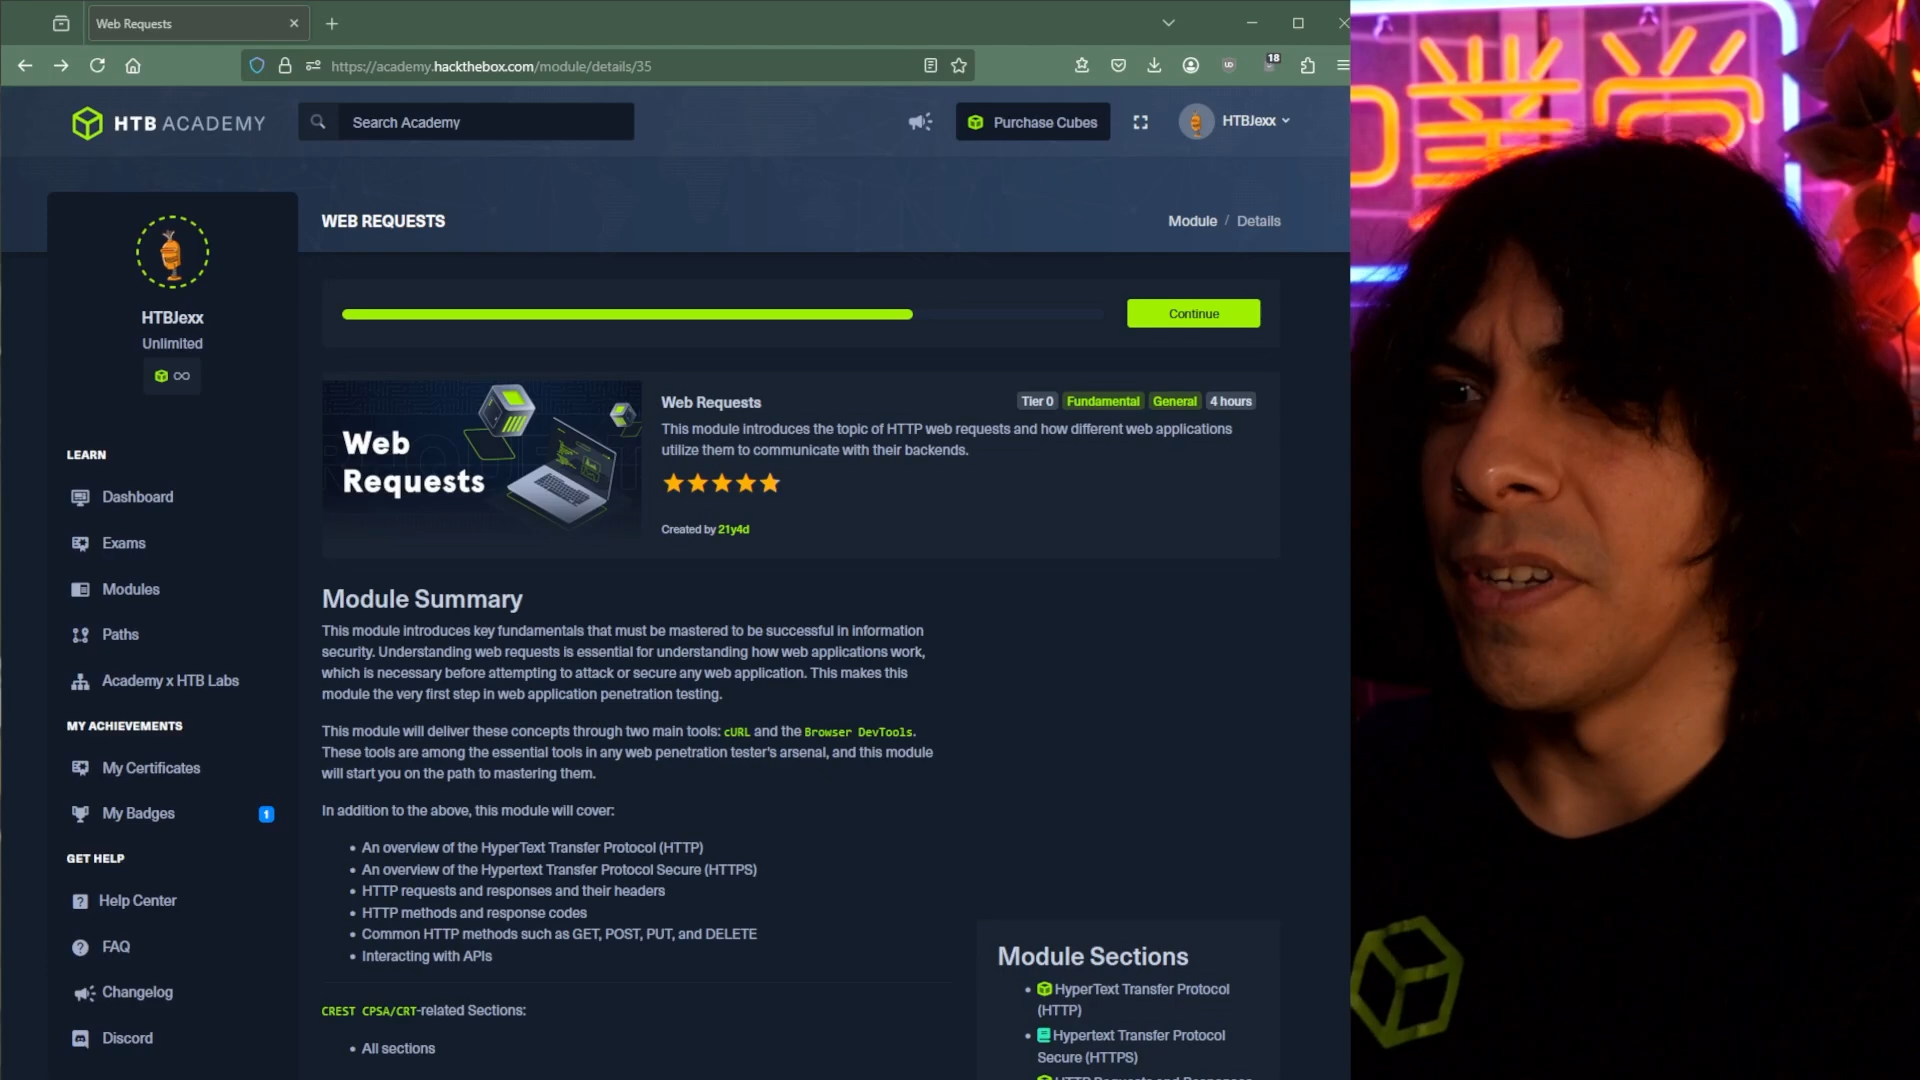 Web Requests
https://academy.hackthebox.com/module/details/35
18
HTB ACADEMY
Search Academy
Purchase Cubes
HTBJexx
WEB REQUESTS
Module / Details
HTBJexx
Unlimited
∞
Continue
Web
Requests
Web Requests
Tier 0 Fundamental General 4 hours
This module introduces the topic of HTTP web requests and how different web applications
utilize them to communicate with their backends.
Created by 21y4d
LEARN
Dashboard
Exams
Modules
Paths
Academy x HTB Labs
MY ACHIEVEMENTS
My Certificates
My Badges
1
GET HELP
Help Center
FAQ
Changelog
Discord
Module Summary
This module introduces key fundamentals that must be mastered to be successful in information
security. Understanding web requests is essential for understanding how web applications work,
which is necessary before attempting to attack or secure any web application. This makes this
module the very first step in web application penetration testing.
This module will deliver these concepts through two main tools: cURL and the Browser DevTools.
These tools are among the essential tools in any web penetration tester's arsenal, and this module
will start you on the path to mastering them.
In addition to the above, this module will cover:
• An overview of the HyperText Transfer Protocol (HTTP)
• An overview of the Hypertext Transfer Protocol Secure (HTTPS)
• HTTP requests and responses and their headers
• HTTP methods and response codes
• Common HTTP methods such as GET, POST, PUT, and DELETE
• Interacting with APIs
CREST CPSA/CRT-related Sections:
• All sections
Module Sections
• HyperText Transfer Protocol
(HTTP)
• Hypertext Transfer Protocol
Secure (HTTPS)